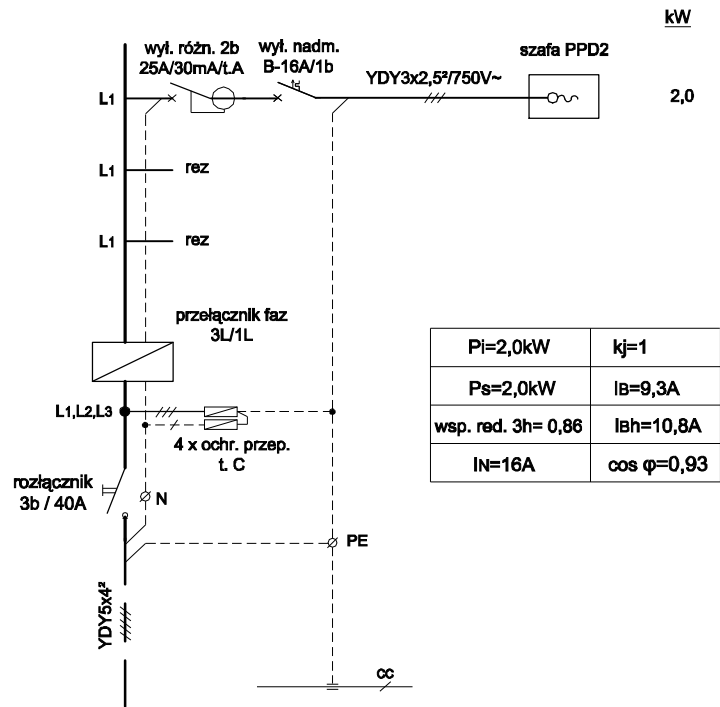 kW
wył. różn. 2b
25A/30mA/t.A
wył. nadm.
B-16A/1b
szafa PPD2
YDY3x2,5²/750V~
L1
2,0
L1
rez
L1
rez
przełącznik faz
3L/1L
Pi=2,0kW
kj=1
Ps=2,0kW
IB=9,3A
wsp. red. 3h= 0,86
IBh=10,8A
IN=16A
cos φ=0,93
L1,L2,L3
4 x ochr. przep.
t. C
rozłącznik
3b / 40A
N
PE
YDY5x4²
cc